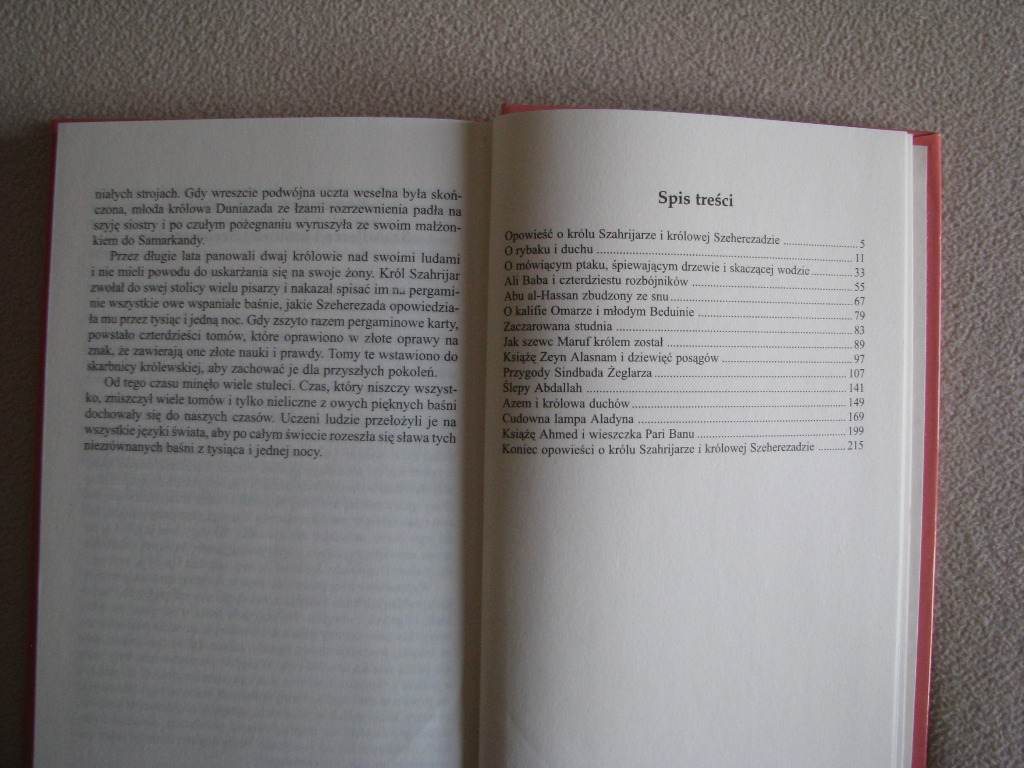 niałych strojach. Gdy wreszcie podwójna uczta weselna była skoń-
czona, młoda królowa Duniazada ze łzami rozrzewnienia padła na
szyję siostry i po czułym pożegnaniu wyruszyła ze swoim małżon-
kiem do Samarkandy.
Przez długie lata panowali dwaj królowie nad swoimi ludami
i nie mieli powodu do uskarżania się na swoje żony. Król Szahrijar
zwołał do swej stolicy wielu pisarzy i nakazał spisać im na pergami-
nie wszystkie owe wspaniałe baśnie, jakie Szeherezada opowiedzia-
ła mu przez tysiąc i jedną noc. Gdy zszyto razem pergaminowe karty,
powstało czterdzieści tomów, które oprawiono w złote oprawy na
znak, że zawierają one złote nauki i prawdy. Tomy te wstawiono do
skarbnicy królewskiej, aby zachować je dla przyszłych pokoleń.
Od tego czasu minęło wiele stuleci. Czas, który niszczy wszyst-
ko, zniszczył wiele tomów i tylko nieliczne z owych pięknych baśni
dochowały się do naszych czasów. Uczeni ludzie przełożyli je na
wszystkie języki świata, aby po całym świecie rozeszła się sława tych
niezrównanych baśni z tysiąca i jednej nocy.
Spis treści
Opowieść o królu Szahrijarze i królowej Szeherezadzie ........................ 5
O rybaku i duchu ........................ 11
O mówiącym ptaku, śpiewającym drzewie i skaczącej wodzie ............ 33
Ali Baba i czterdziestu rozbójników ........................ 55
Abu al-Hassan zbudzony ze snu ........................ 67
O kalifie Omarze i młodym Beduinie ........................ 79
Zaczarowana studnia ........................ 83
Jak szewc Maruf królem został ........................ 89
Książę Zeyn Alasnam i dziewięć posągów ........................ 97
Przygody Sindbada Żeglarza ........................ 107
Ślepy Abdallah ........................ 141
Azem i królowa duchów ........................ 149
Cudowna lampa Aladyna ........................ 169
Książę Ahmed i wieszczka Pari Banu ........................ 199
Koniec opowieści o królu Szahrijarze i królowej Szeherezadzie ......... 215